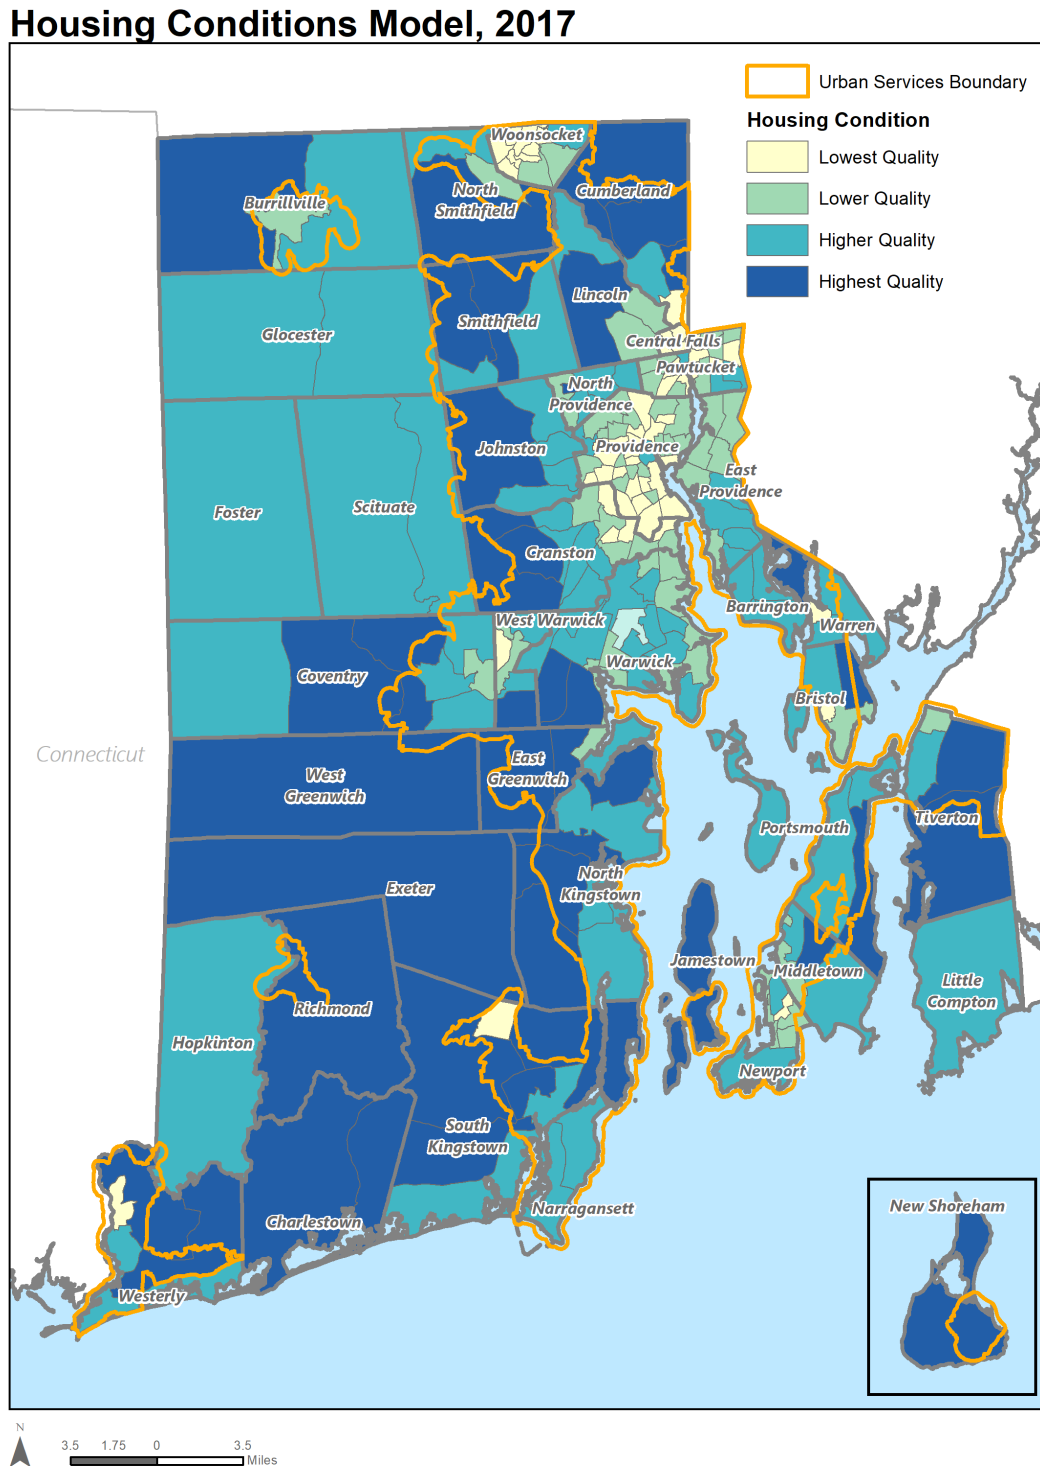 Housing Conditions Model, 2017
Urban Services Boundary
Housing Condition
Lowest Quality
Lower Quality
Higher Quality
Highest Quality
Woonsocket
North
Smithfield
Cumberland
Burrillville
Lincoln
Smithfield
Glocester
Central Falls
Pawtucket
North
Providence
Johnston
Providence
East
Providence
Foster
Scituate
Cranston
Barrington
West Warwick
Warren
Warwick
Coventry
Bristol
Connecticut
West
Greenwich
East
Greenwich
Portsmouth
Tiverton
Exeter
North
Kingstown
Jamestown
Middletown
Little
Compton
Richmond
Hopkinton
Newport
South
Kingstown
Narragansett
Charlestown
New Shoreham
Westerly
N
3.5 1.75 0 3.5
Miles